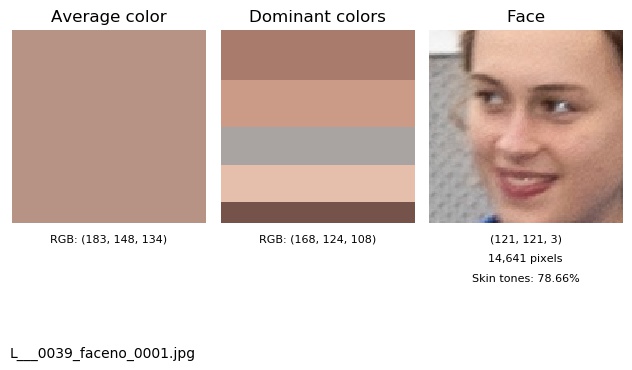 Average color
Dominant colors
Face
RGB: (183, 148, 134)
RGB: (168, 124, 108)
(121, 121, 3)
14,641 pixels
Skin tones: 78.66%
L___0039_faceno_0001.jpg